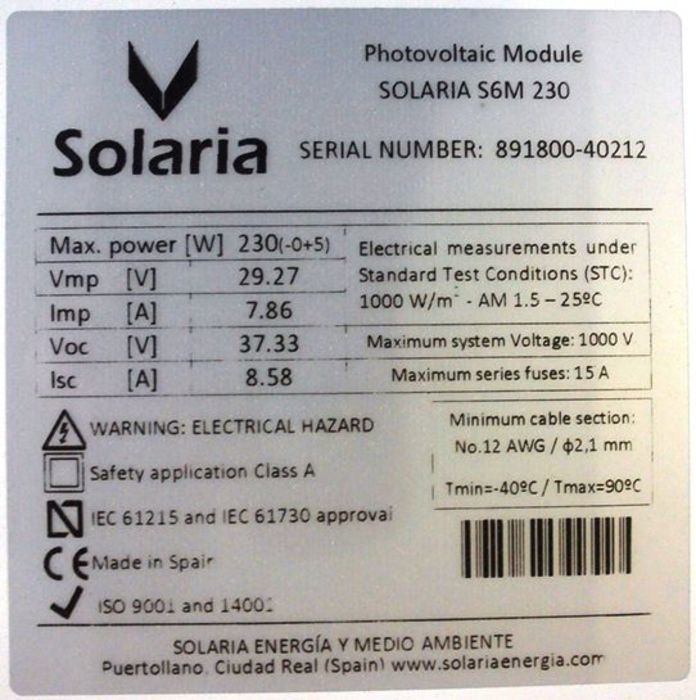 Photovoltaic Module
SOLARIA S6M 230
Solaria
SERIAL NUMBER: 891800-40212
Max. power [W] 230(-0+5)
Vmp [V] 29.27
Imp [A] 7.86
Voc [V] 37.33
Isc [A] 8.58
Electrical measurements under
Standard Test Conditions (STC):
1000 W/m² - AM 1.5 – 25ºC
Maximum system Voltage: 1000 V
Maximum series fuses: 15 A
WARNING: ELECTRICAL HAZARD
Safety application Class A
IEC 61215 and IEC 61730 approval
CE Made in Spain
ISO 9001 and 14001
Minimum cable section:
No.12 AWG / ф2,1 mm
Tmin=-40ºC / Tmax=90ºC
SOLARIA ENERGÍA Y MEDIO AMBIENTE
Puertollano. Ciudad Real (Spain) www.solariaenergia.com